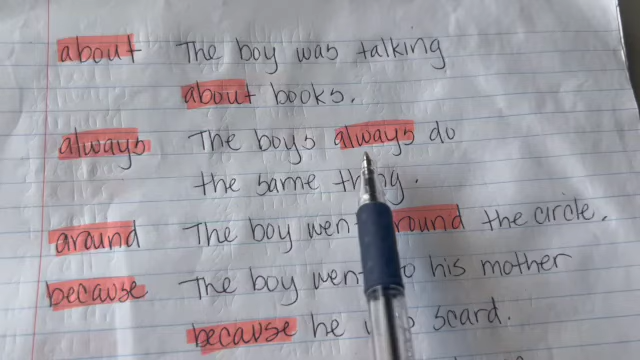 about The boy was talking
about books.
always The boys always do
the same thing.
around The boy went around the circle.
because The boy went to his mother
because he scard.